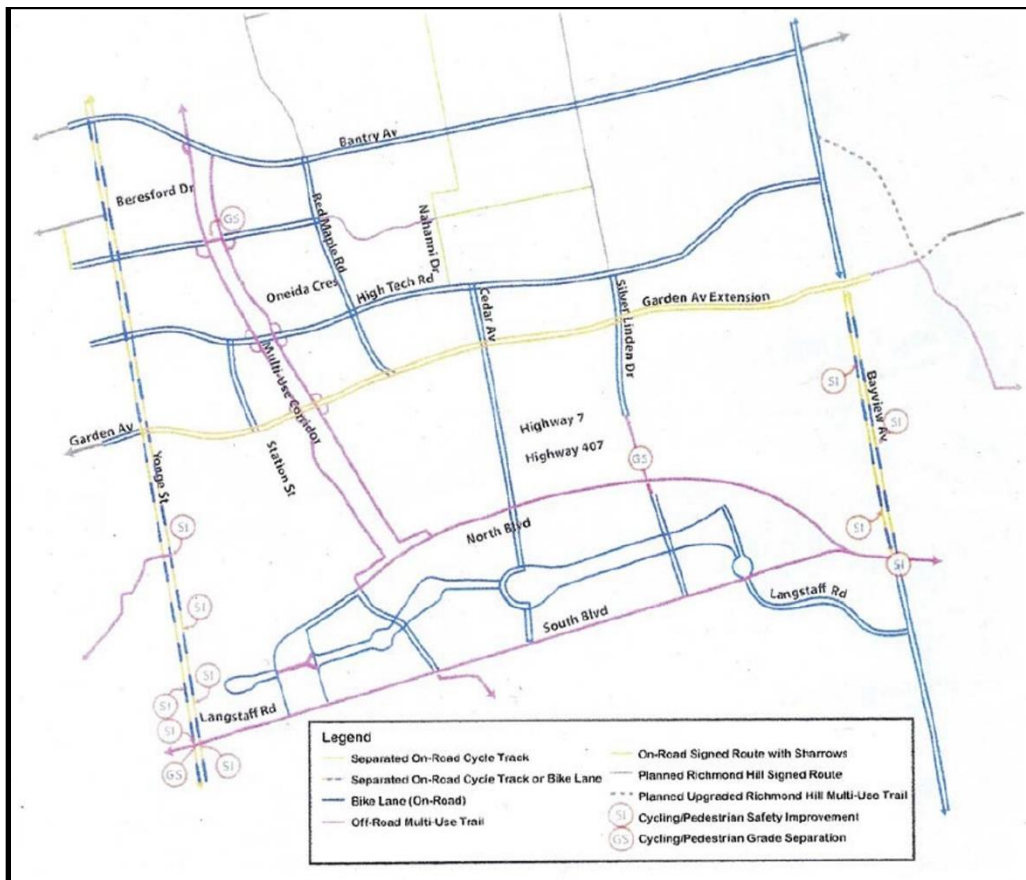 Bantry Av
Beresford Dr
GS
Red Maple Rd
Nahanni Dr
Oneida Cres
High Tech Rd
Cedar Av
Silver Linden Dr
Garden Av Extension
Multi-Use Corridor
SI
Bayview Av
SI
Garden Av
Highway 7
Highway 407
GS
Yonge St
Station St
SI
North Blvd
SI
SI
SI
Langstaff Rd
South Blvd
SI
SI
Langstaff Rd
SI
GS
SI
Legend
Separated On-Road Cycle Track
Separated On-Road Cycle Track or Bike Lane
Bike Lane (On-Road)
Off-Road Multi-Use Trail
On-Road Signed Route with Sharrows
Planned Richmond Hill Signed Route
Planned Upgraded Richmond Hill Multi-Use Trail
SI Cycling/Pedestrian Safety Improvement
GS Cycling/Pedestrian Grade Separation